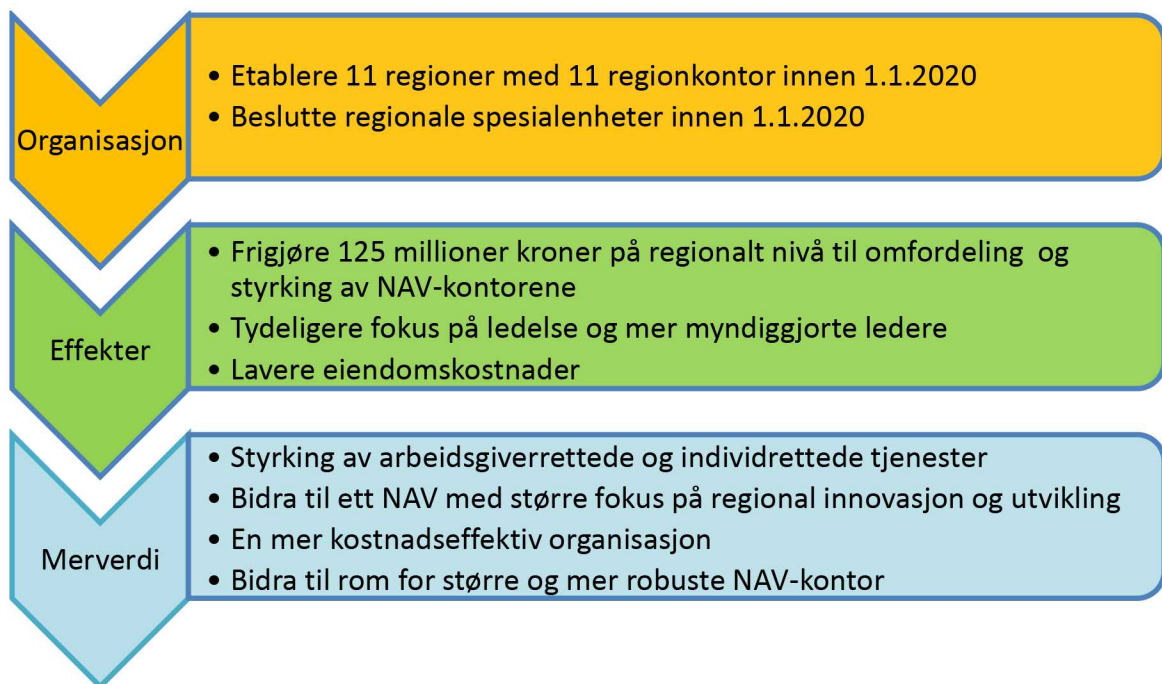 Organisasjon
• Etablere 11 regioner med 11 regionkontor innen 1.1.2020
• Beslutte regionale spesialenheter innen 1.1.2020
Effekter
• Frigjøre 125 millioner kroner på regionalt nivå til omfordeling og
styrking av NAV-kontorene
• Tydeligere fokus på ledelse og mer myndiggjorte ledere
• Lavere eiendomskostnader
Merverdi
• Styrking av arbeidsgiverrettede og individrettede tjenester
• Bidra til ett NAV med større fokus på regional innovasjon og utvikling
• En mer kostnadseffektiv organisasjon
• Bidra til rom for større og mer robuste NAV-kontor